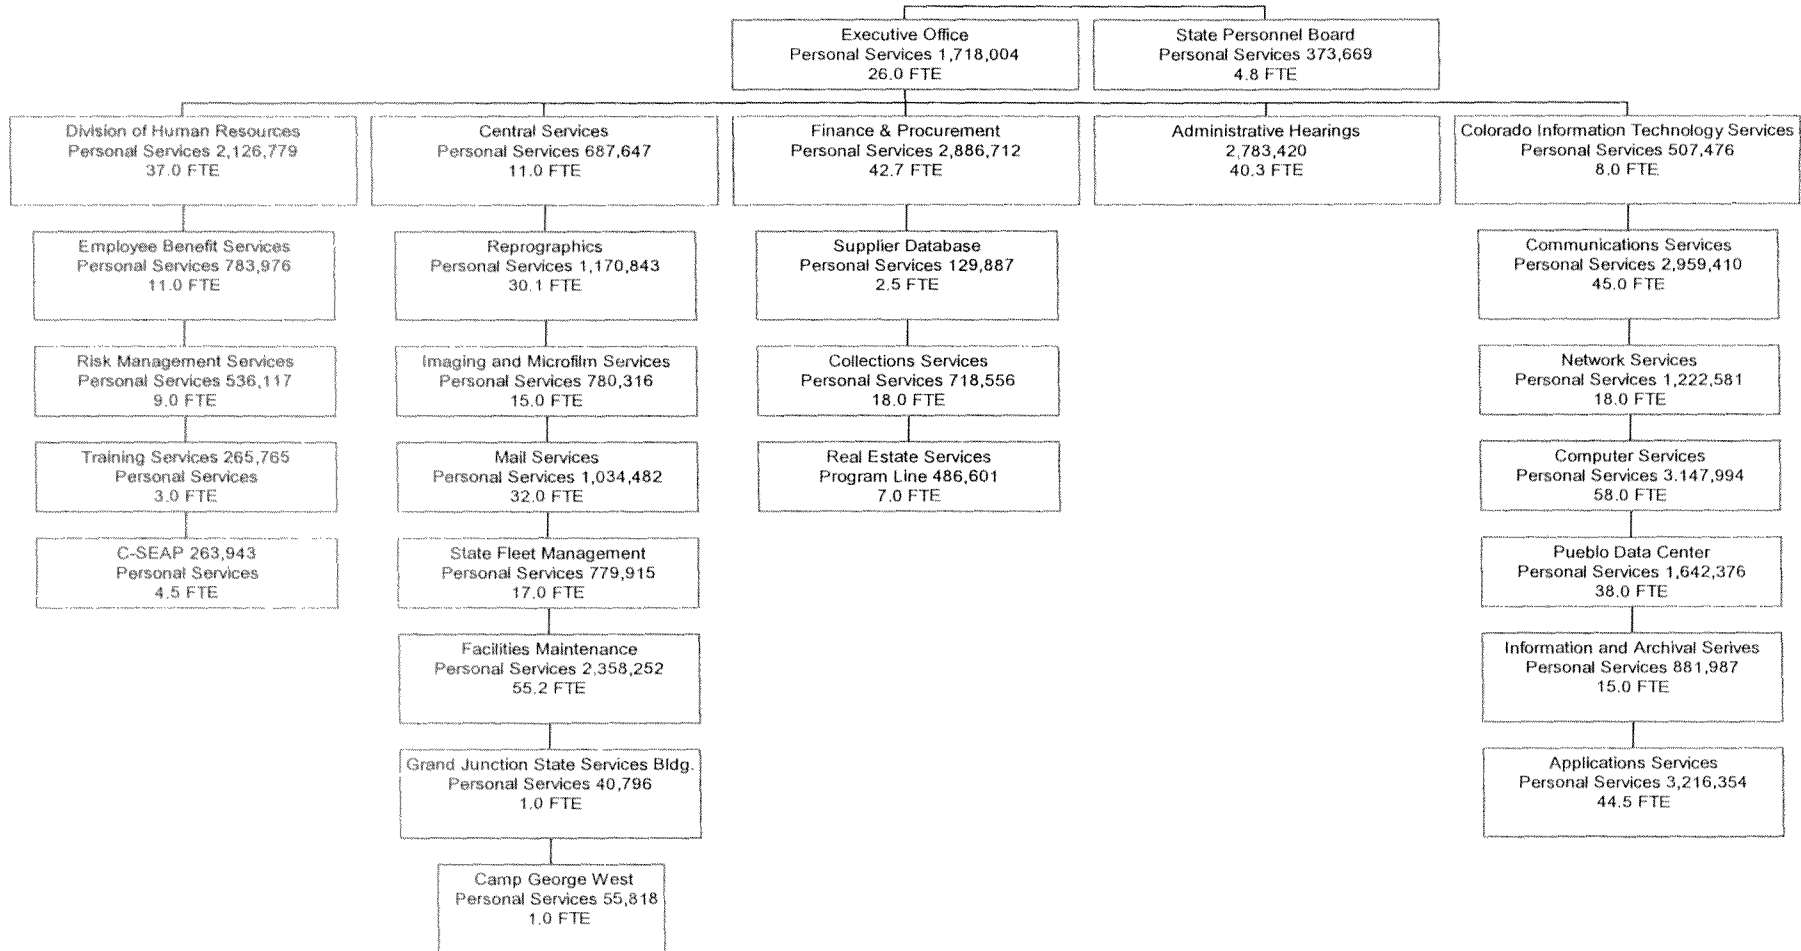 Executive Office
Personal Services 1,718,004
26.0 FTE
State Personnel Board
Personal Services 373,669
4.8 FTE
Division of Human Resources
Personal Services 2,126,779
37.0 FTE
Central Services
Personal Services 687,647
11.0 FTE
Finance & Procurement
Personal Services 2,886,712
42.7 FTE
Administrative Hearings
2,783,420
40.3 FTE
Colorado Information Technology Services
Personal Services 507,476
8.0 FTE
Employee Benefit Services
Personal Services 783,976
11.0 FTE
Risk Management Services
Personal Services 536,117
9.0 FTE
Training Services 265,765
Personal Services
3.0 FTE
C-SEAP 263,943
Personal Services
4.5 FTE
Reprographics
Personal Services 1,170,843
30.1 FTE
Imaging and Microfilm Services
Personal Services 780,316
15.0 FTE
Mail Services
Personal Services 1,034,482
32.0 FTE
State Fleet Management
Personal Services 779,915
17.0 FTE
Facilities Maintenance
Personal Services 2,358,252
55.2 FTE
Grand Junction State Services Bldg.
Personal Services 40,796
1.0 FTE
Camp George West
Personal Services 55,818
1.0 FTE
Supplier Database
Personal Services 129,887
2.5 FTE
Collections Services
Personal Services 718,556
18.0 FTE
Real Estate Services
Program Line 486,601
7.0 FTE
Communications Services
Personal Services 2,959,410
45.0 FTE
Network Services
Personal Services 1,222,581
18.0 FTE
Computer Services
Personal Services 3.147,994
58.0 FTE
Pueblo Data Center
Personal Services 1,642,376
38.0 FTE
Information and Archival Serives
Personal Services 881,987
15.0 FTE
Applications Services
Personal Services 3,216,354
44.5 FTE